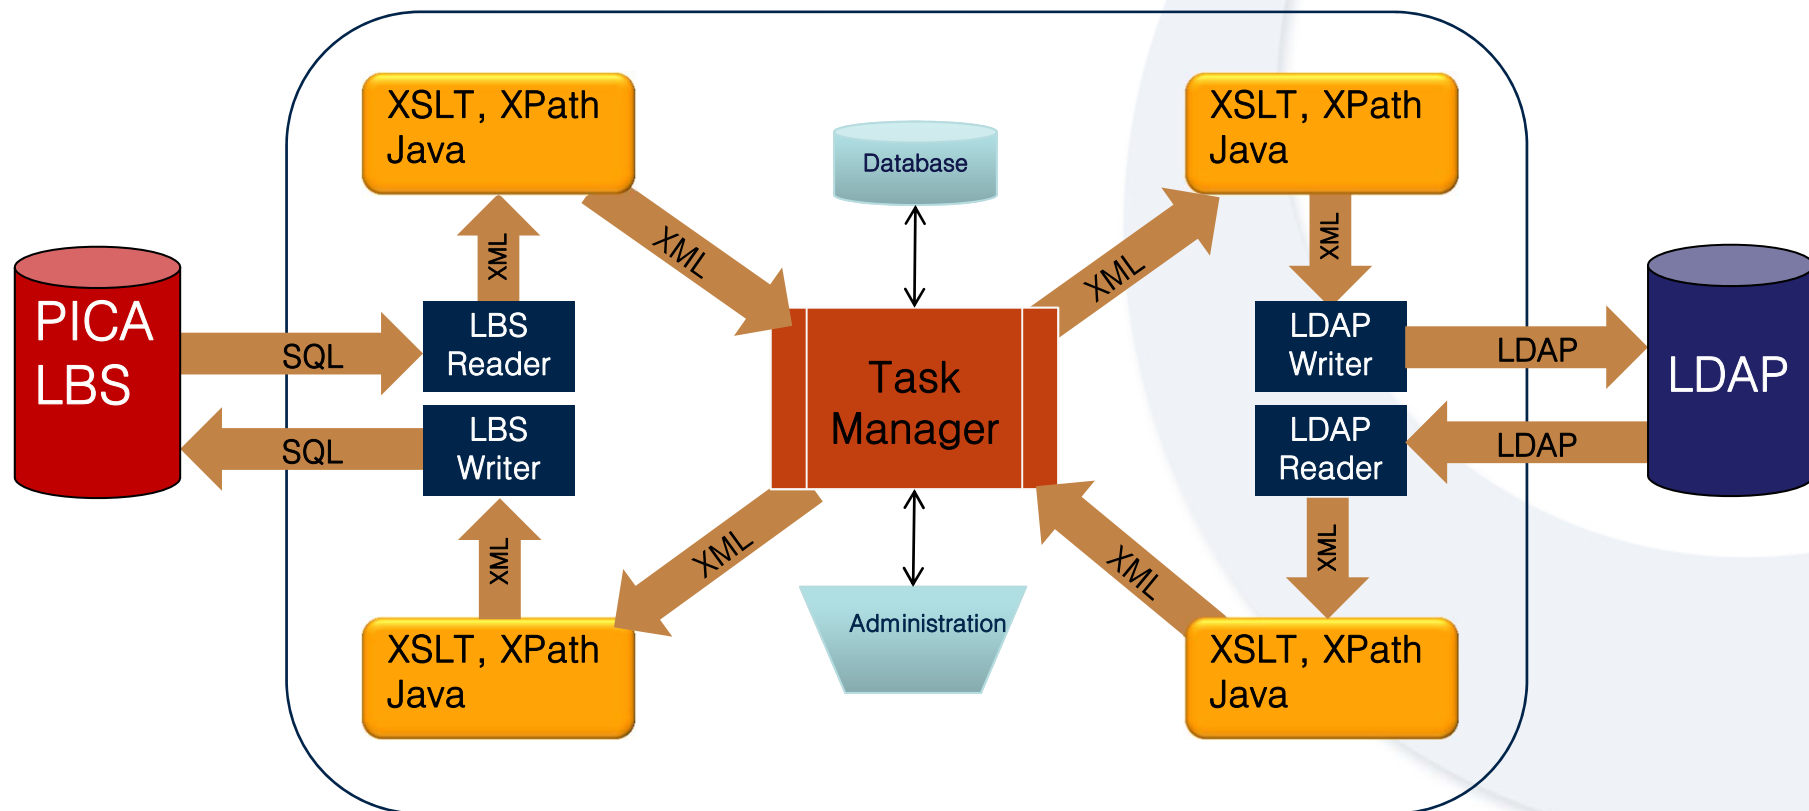 XSLT, XPath
Java
XSLT, XPath
Java
Database
XML
XML
XML
XML
PICA
LBS
SQL
LBS
Reader
Task
Manager
LDAP
Writer
LDAP
LDAP
SQL
LBS
Writer
LDAP
Reader
LDAP
XML
XML
XML
XML
XSLT, XPath
Java
Administration
XSLT, XPath
Java